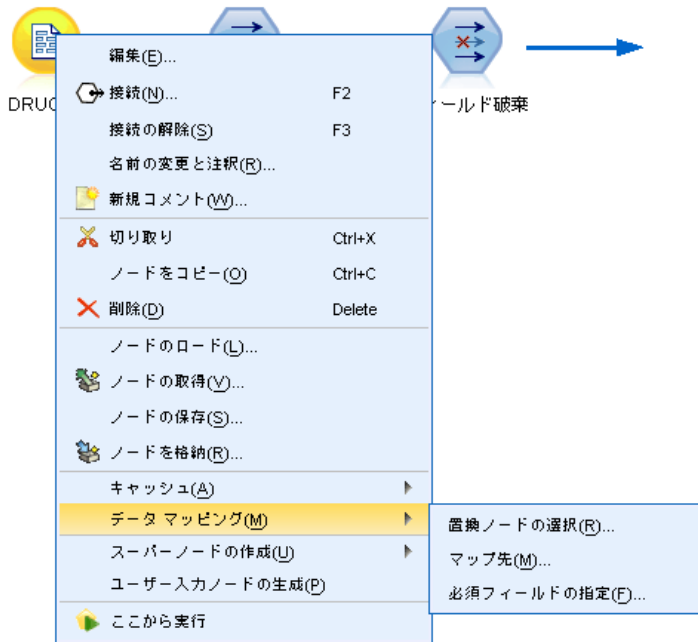 DRUG
ィールド破棄
編集(E)...
接続(N)... F2
接続の解除(S) F3
名前の変更と注釈(R)...
新規コメント(W)...
切り取り Ctrl+X
ノードをコピー(O) Ctrl+C
削除(D) Delete
ノードのロード(L)...
ノードの取得(V)...
ノードの保存(S)...
ノードを格納(R)...
キャッシュ(A)
データ マッピング(M)
スーパーノードの作成(U)
ユーザー入力ノードの生成(P)
ここから実行
置換ノードの選択(R)...
マップ先(M)...
必須フィールドの指定(F)...